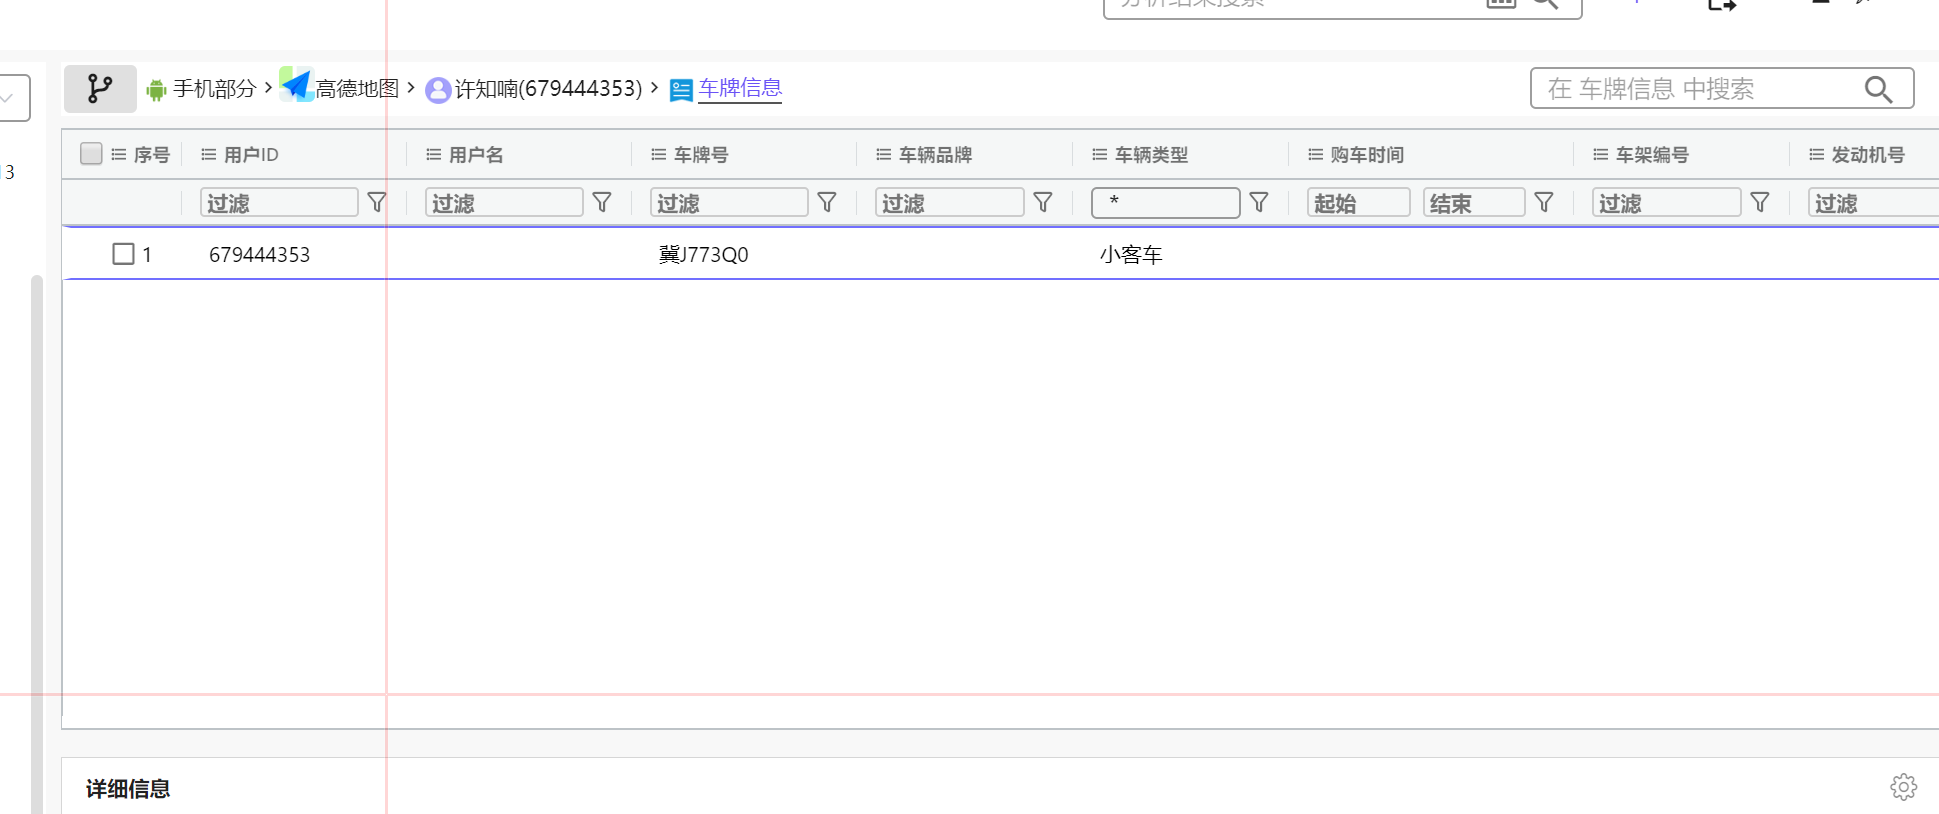 手机部分 > 高德地图 > 许知喃(679444353) > 车牌信息
在 车牌信息 中搜索
13
序号 用户ID 用户名 车牌号 车辆品牌 车辆类型 购车时间 车架编号 发动机号
过滤 过滤 过滤 过滤 * 起始 结束 过滤 过滤
1 679444353 冀J773Q0 小客车
详细信息